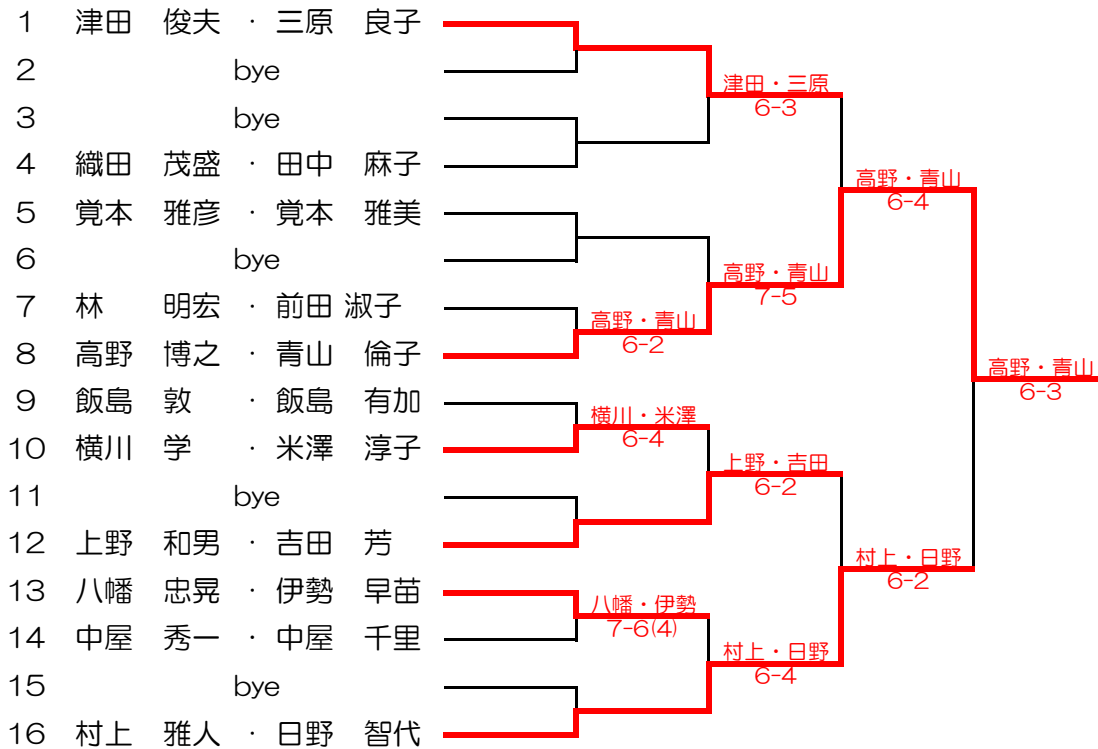 1 津田 俊夫 ・ 三原 良子
2 bye
3 bye
4 織田 茂盛 ・ 田中 麻子
5 覚本 雅彦 ・ 覚本 雅美
6 bye
7 林 明宏 ・ 前田 淑子
8 高野 博之 ・ 青山 倫子
9 飯島 敦 ・ 飯島 有加
10 横川 学 ・ 米澤 淳子
11 bye
12 上野 和男 ・ 吉田 芳
13 八幡 忠晃 ・ 伊勢 早苗
14 中屋 秀一 ・ 中屋 千里
15 bye
16 村上 雅人 ・ 日野 智代
高野・青山
6-2
横川・米澤
6-4
八幡・伊勢
7-6(4)
津田・三原
6-3
高野・青山
7-5
上野・吉田
6-2
村上・日野
6-4
高野・青山
6-4
村上・日野
6-2
高野・青山
6-3